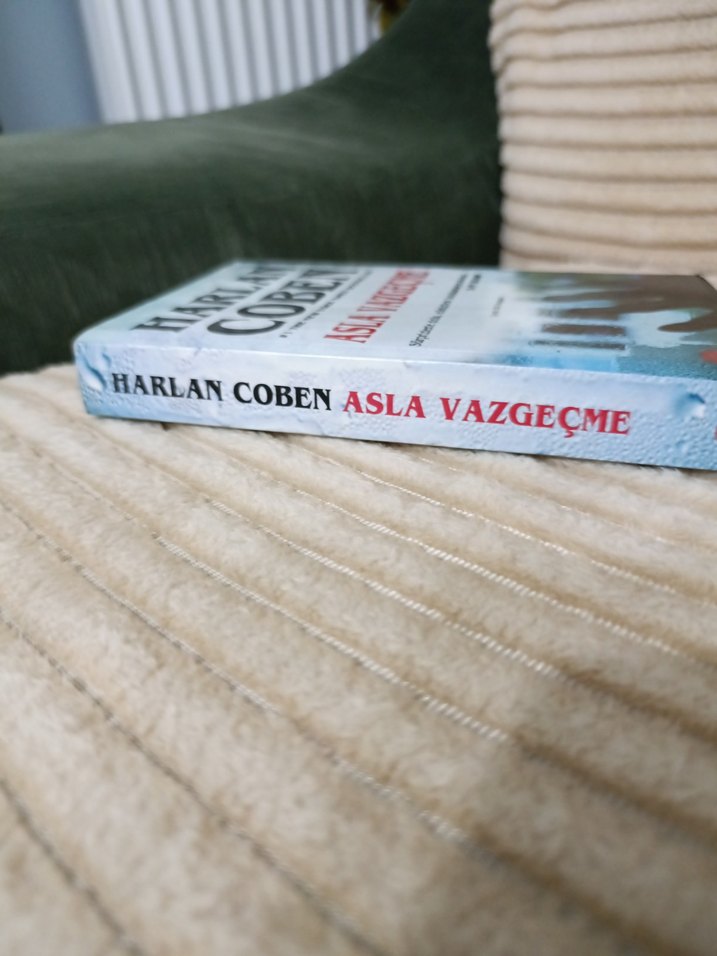 HARLAN
COBEN
ASLA VAZGEÇME
HARLAN COBEN ASLA VAZGEÇME